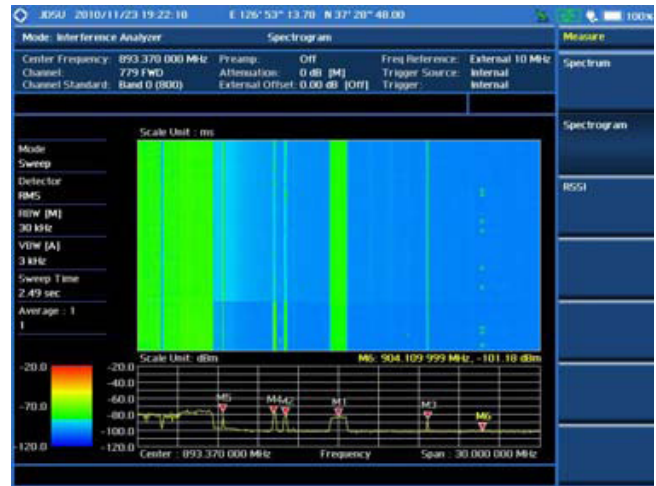 JDSU 2010/11/23 19:22:10 E 126° 53" 13.78 N 37° 28" 48.00 100%
Mode: Interference Analyzer Spectrogram Measure
Center Frequency: 893.370 000 MHz Preamp: Off Freq Reference: External 10 MHz
Channel: 779 FWD Attenuation: 0 dB [M] Trigger Source: Internal
Channel Standard: Band 0 (800) External Offset: 0.00 dB [Off] Trigger: Internal
Spectrum
Spectrogram
RSSI
Scale Unit : ms
Mode
Sweep
Detector
RMS
RBW [M]
30 kHz
VBW [A]
3 kHz
Sweep Time
2.49 sec
Average : 1
1
Scale Unit: dBm M6: 904.109 999 MHz, -101.18 dBm
-20.0
-70.0
-120.0
-20.0
-40.0
-60.0
-80.0
-100.0
-120.0
M5 M4 M2 M1 M3 M6
Center : 893.370 000 MHz Frequency Span : 30.000 000 MHz